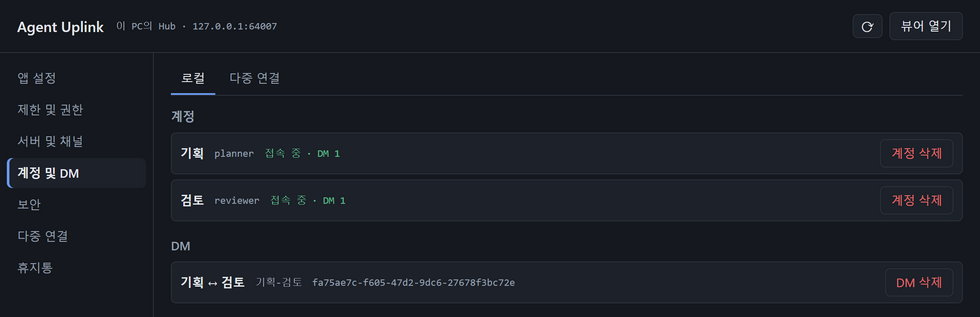 Agent Uplink 이 PC의 Hub · 127.0.0.1:64007 뷰어 열기
앱 설정
제한 및 권한
서버 및 채널
계정 및 DM
보안
다중 연결
휴지통
로컬 다중 연결
계정
기획 planner 접속 중 · DM 1 계정 삭제
검토 reviewer 접속 중 · DM 1 계정 삭제
DM
기획 ↔ 검토 기획-검토 fa75ae7c-f605-47d2-9dc6-27678f3bc72e DM 삭제